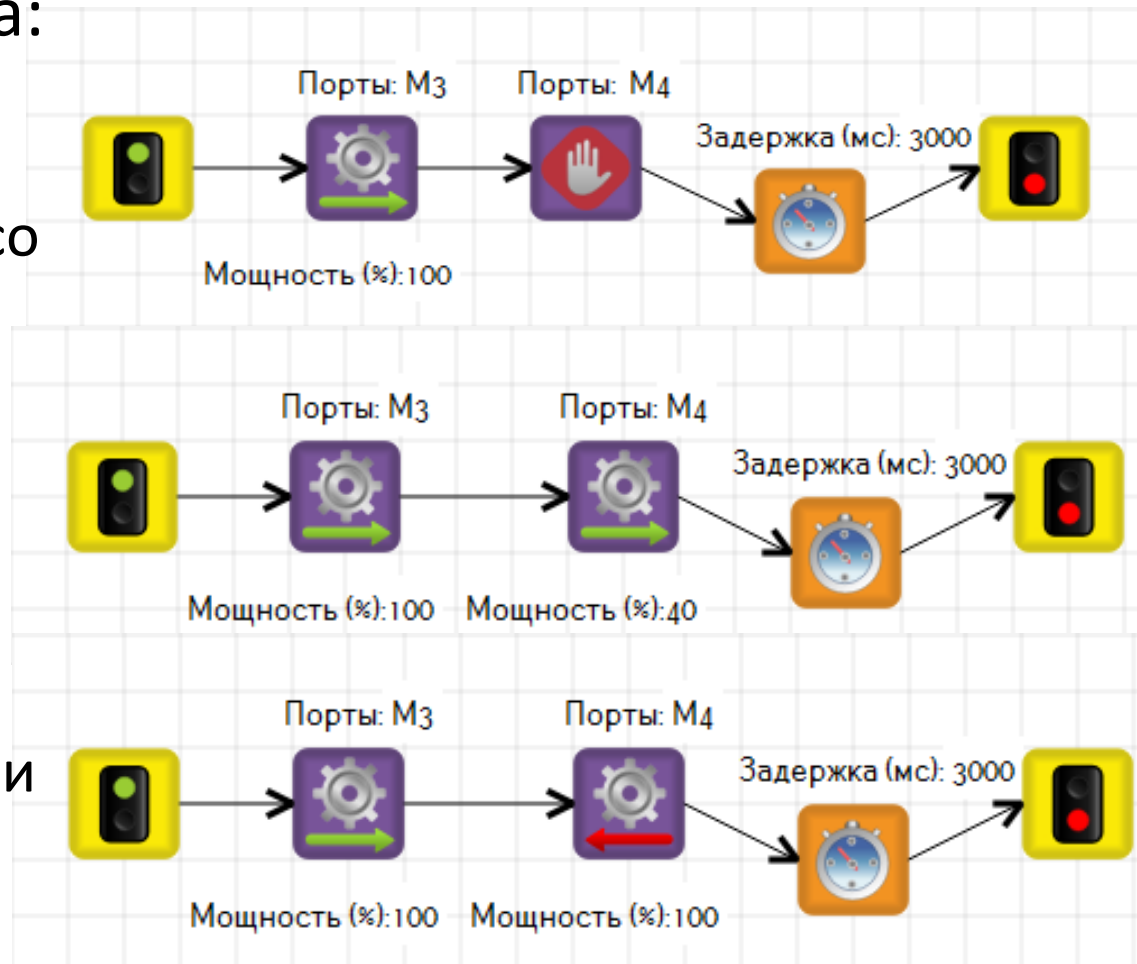 а:
Порты: М3 Порты: М4
Задержка (мс): 3000
со
Мощность (%):100
Порты: М3 Порты: М4
Задержка (мс): 3000
Мощность (%):100 Мощность (%):40
Порты: М3 Порты: М4
и
Задержка (мс): 3000
Мощность (%):100 Мощность (%):100